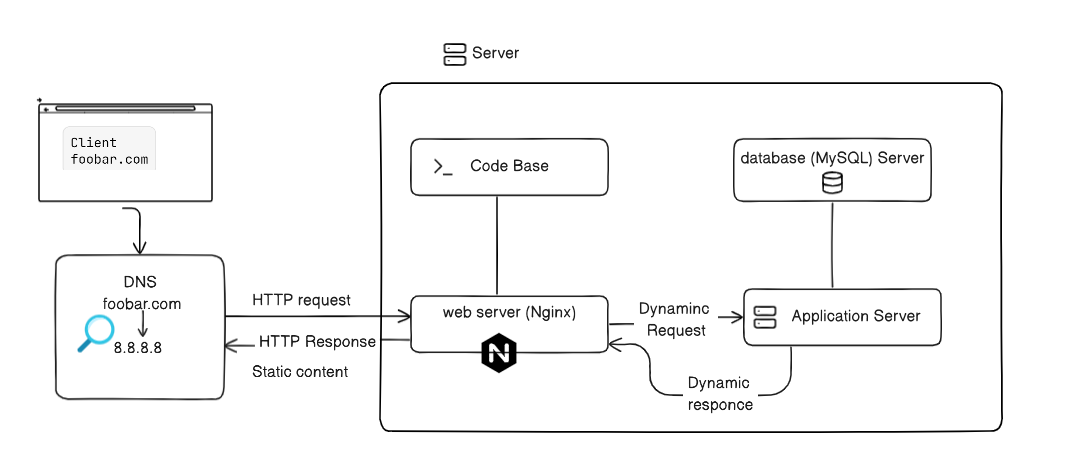 Server
Client
foobar.com
Code Base
database (MySQL) Server
DNS
foobar.com
8.8.8.8
HTTP request
HTTP Response
Static content
web server (Nginx)
N
Dynaminc
Request
Application Server
Dynamic
responce